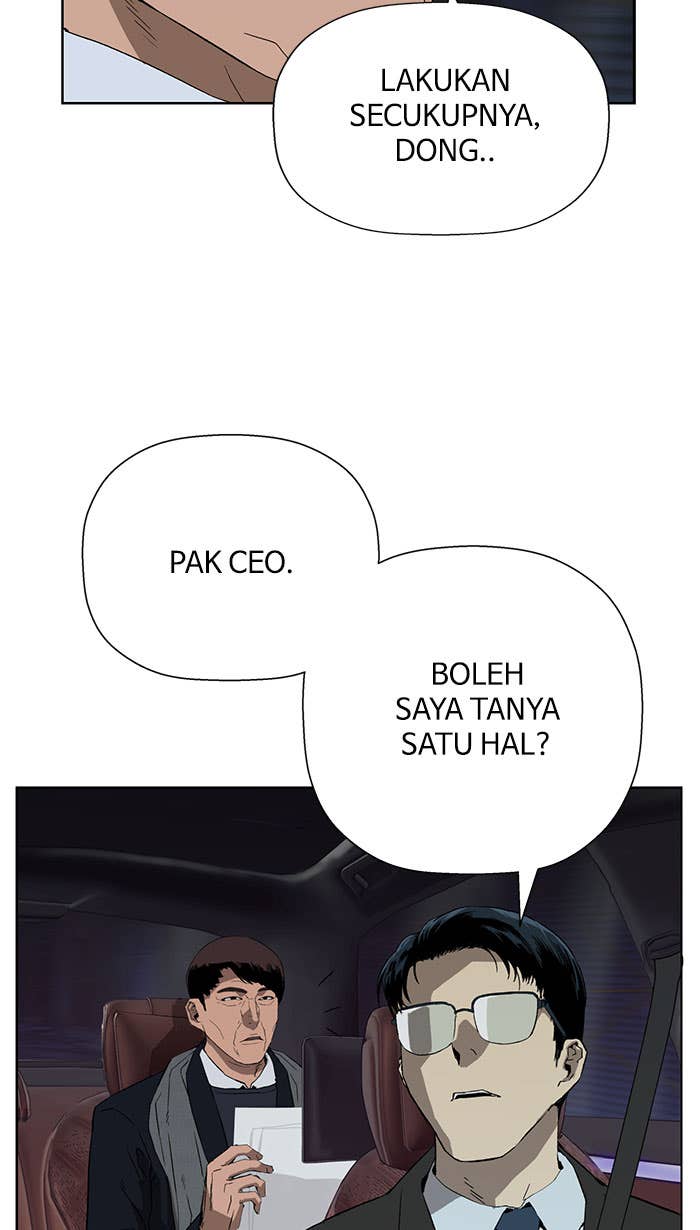 LAKUKAN
SECUKUPNYA,
DONG..
PAK CEO.
BOLEH
SAYA TANYA
SATU HAL?